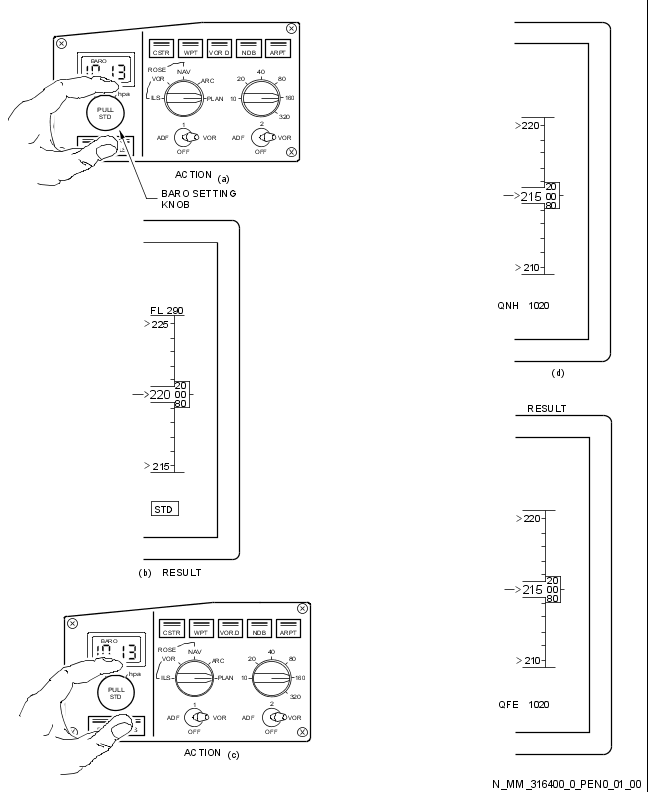 CSTR WPT VOR D NDB ARPT
BARO
hpa
PULL
STD
ROSE
VOR
NAV
ARC
ILS
PLAN
10 20 40 80 160 320
1
ADF VOR
OFF
2
ADF VOR
OFF
ACTION (a)
BARO SETTING
KNOB
FL 290
225
220
20
00
80
215
STD
(b) RESULT
CSTR WPT VOR.D NDB ARPT
BARO
hpa
PULL
STD
ROSE
VOR
NAV
ARC
ILS
PLAN
10 20 40 80 160 320
1
ADF VOR
OFF
2
ADF VOR
OFF
ACTION (c)
220
215
20
00
80
210
QNH 1020
(d)
RESULT
220
215
20
00
80
210
QFE 1020
N_MM_316400_0_PEN0_01_00